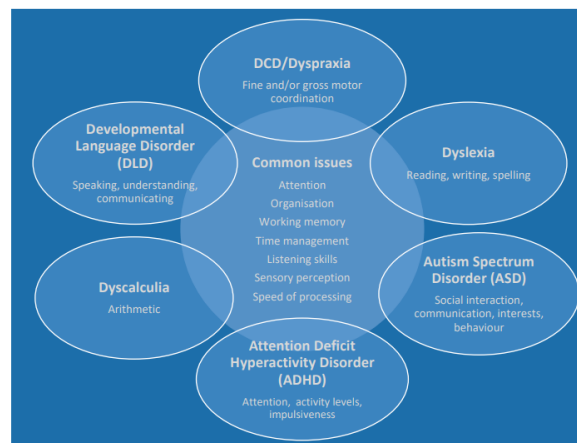 DCD/Dyspraxia
Fine and/or gross motor
coordination
Developmental
Language Disorder
(DLD)
Speaking, understanding,
communicating
Common issues
Attention
Organisation
Working memory
Time management
Listening skills
Sensory perception
Speed of processing
Dyslexia
Reading, writing, spelling
Dyscalculia
Arithmetic
Autism Spectrum
Disorder (ASD)
Social interaction,
communication, interests,
behaviour
Attention Deficit
Hyperactivity Disorder
(ADHD)
Attention, activity levels,
impulsiveness